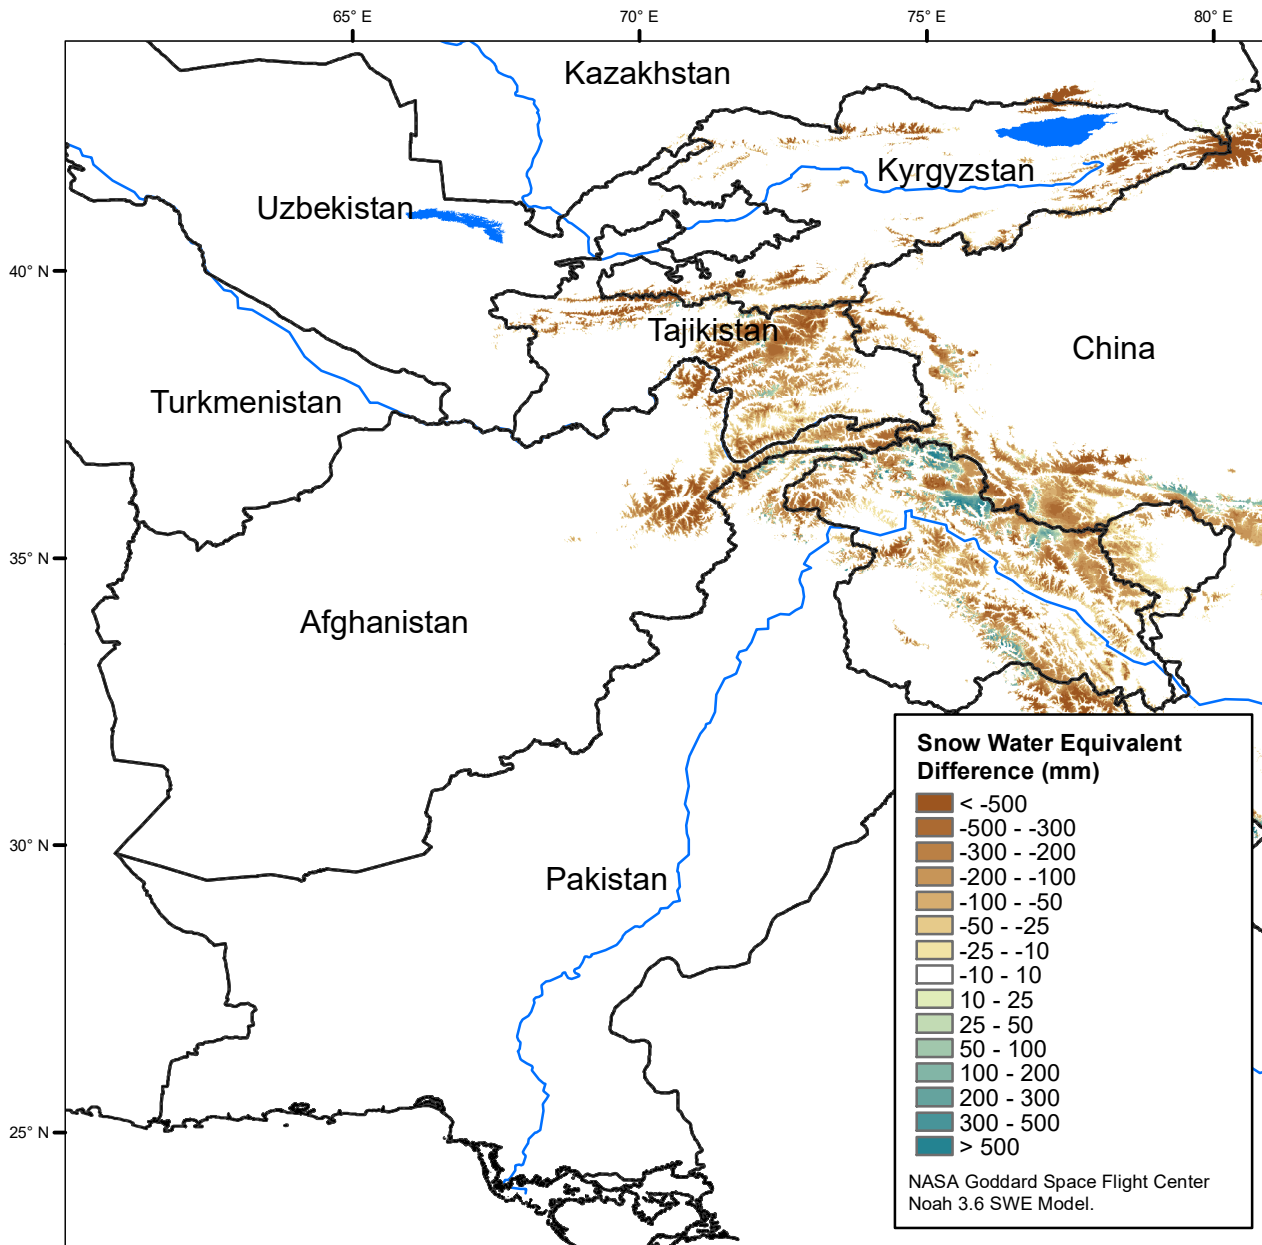 65° E
70° E
75° E
80° E
Kazakhstan
Kyrgyzstan
Uzbekistan
40° N
Tajikistan
China
Turkmenistan
35° N
Afghanistan
30° N
Pakistan
25° N
Snow Water Equivalent
Difference (mm)
< -500
-500 - -300
-300 - -200
-200 - -100
-100 - -50
-50 - -25
-25 - -10
-10 - 10
10 - 25
25 - 50
50 - 100
100 - 200
200 - 300
300 - 500
> 500
NASA Goddard Space Flight Center
Noah 3.6 SWE Model.